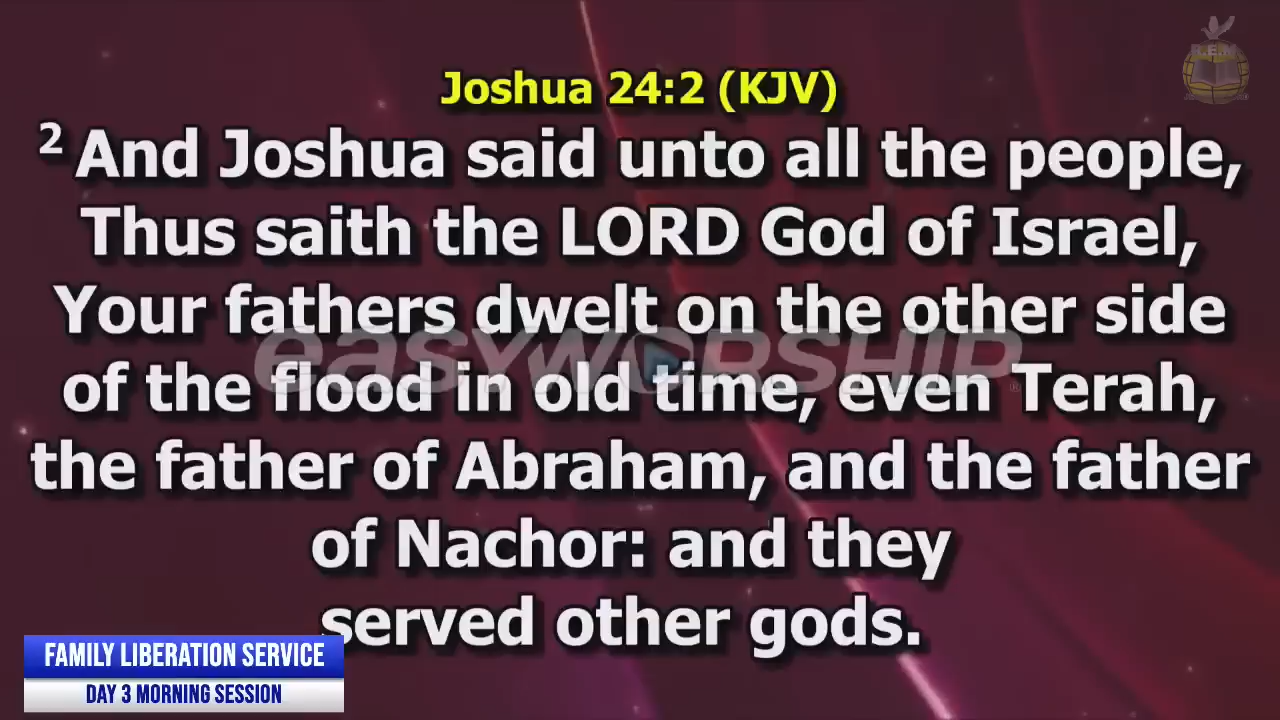 Joshua 24:2 (KJV)
2 And Joshua said unto all the people,
Thus saith the LORD God of Israel,
Your fathers dwelt on the other side
of the flood in old time, even Terah,
the father of Abraham, and the father
of Nachor: and they
served other gods.
easyworship®
R.E.M
FAMILY LIBERATION SERVICE
DAY 3 MORNING SESSION